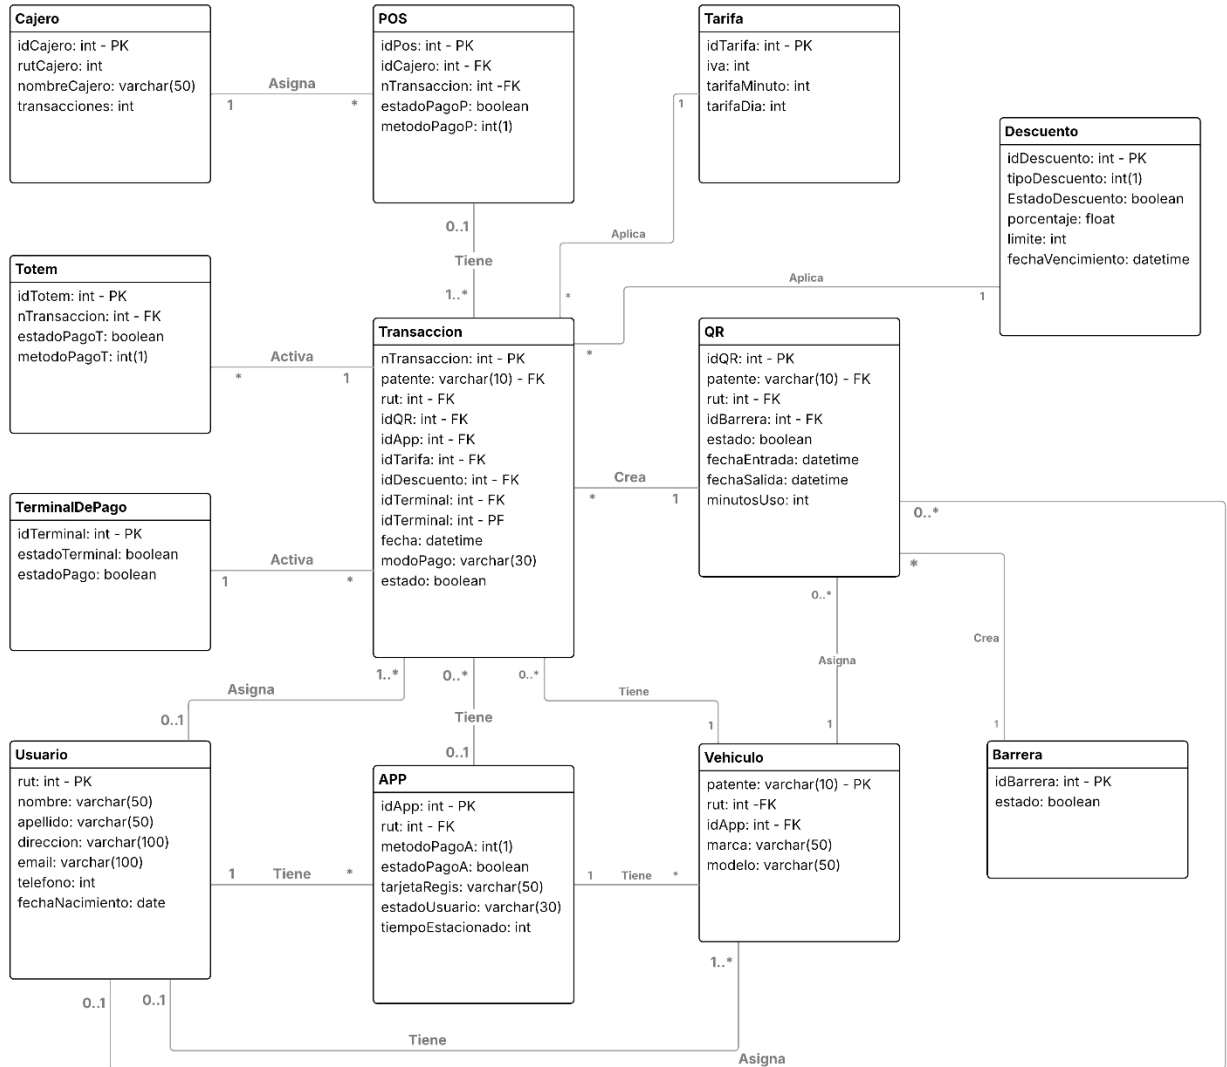 Cajero
idCajero: int - PK
rutCajero: int
nombreCajero: varchar(50)
transacciones: int
Asigna
1
*
POS
idPos: int - PK
idCajero: int - FK
nTransaccion: int -FK
estadoPagoP: boolean
metodoPagoP: int(1)
Tarifa
idTarifa: int - PK
iva: int
tarifaMinuto: int
tarifaDia: int
1
Aplica
*
Descuento
idDescuento: int - PK
tipoDescuento: int(1)
EstadoDescuento: boolean
porcentaje: float
limite: int
fechaVencimiento: datetime
Aplica
1
*
0..1
Tiene
1..*
Totem
idTotem: int - PK
nTransaccion: int - FK
estadoPagoT: boolean
metodoPagoT: int(1)
Activa
*
1
Transaccion
nTransaccion: int - PK
patente: varchar(10) - FK
rut: int - FK
idQR: int - FK
idApp: int - FK
idTarifa: int - FK
idDescuento: int - FK
idTerminal: int - FK
idTerminal: int - PF
fecha: datetime
modoPago: varchar(30)
estado: boolean
Crea
*
1
QR
idQR: int - PK
patente: varchar(10) - FK
rut: int - FK
idBarrera: int - FK
estado: boolean
fechaEntrada: datetime
fechaSalida: datetime
minutosUso: int
0..*
*
Crea
1
0..*
Asigna
1
TerminalDePago
idTerminal: int - PK
estadoTerminal: boolean
estadoPago: boolean
Activa
1
*
1..*
Asigna
0..1
0..*
Tiene
0..1
0..*
Tiene
1
Usuario
rut: int - PK
nombre: varchar(50)
apellido: varchar(50)
direccion: varchar(100)
email: varchar(100)
telefono: int
fechaNacimiento: date
1
Tiene
*
APP
idApp: int - PK
rut: int - FK
metodoPagoA: int(1)
estadoPagoA: boolean
tarjetaRegis: varchar(50)
estadoUsuario: varchar(30)
tiempoEstacionado: int
1
Tiene
*
Vehiculo
patente: varchar(10) - PK
rut: int -FK
idApp: int - FK
marca: varchar(50)
modelo: varchar(50)
Barrera
idBarrera: int - PK
estado: boolean
0..1
0..1
1..*
Tiene
Asigna